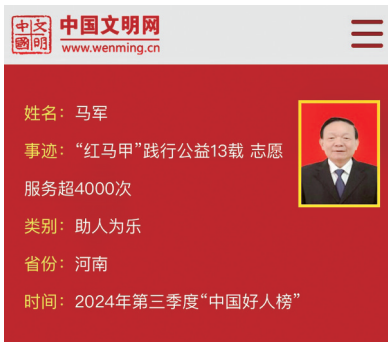 中文
國明
中国文明网
www.wenming.cn
姓名：马军
事迹：“红马甲”践行公益13载 志愿
服务超4000次
类别：助人为乐
省份：河南
时间：2024年第三季度“中国好人榜”